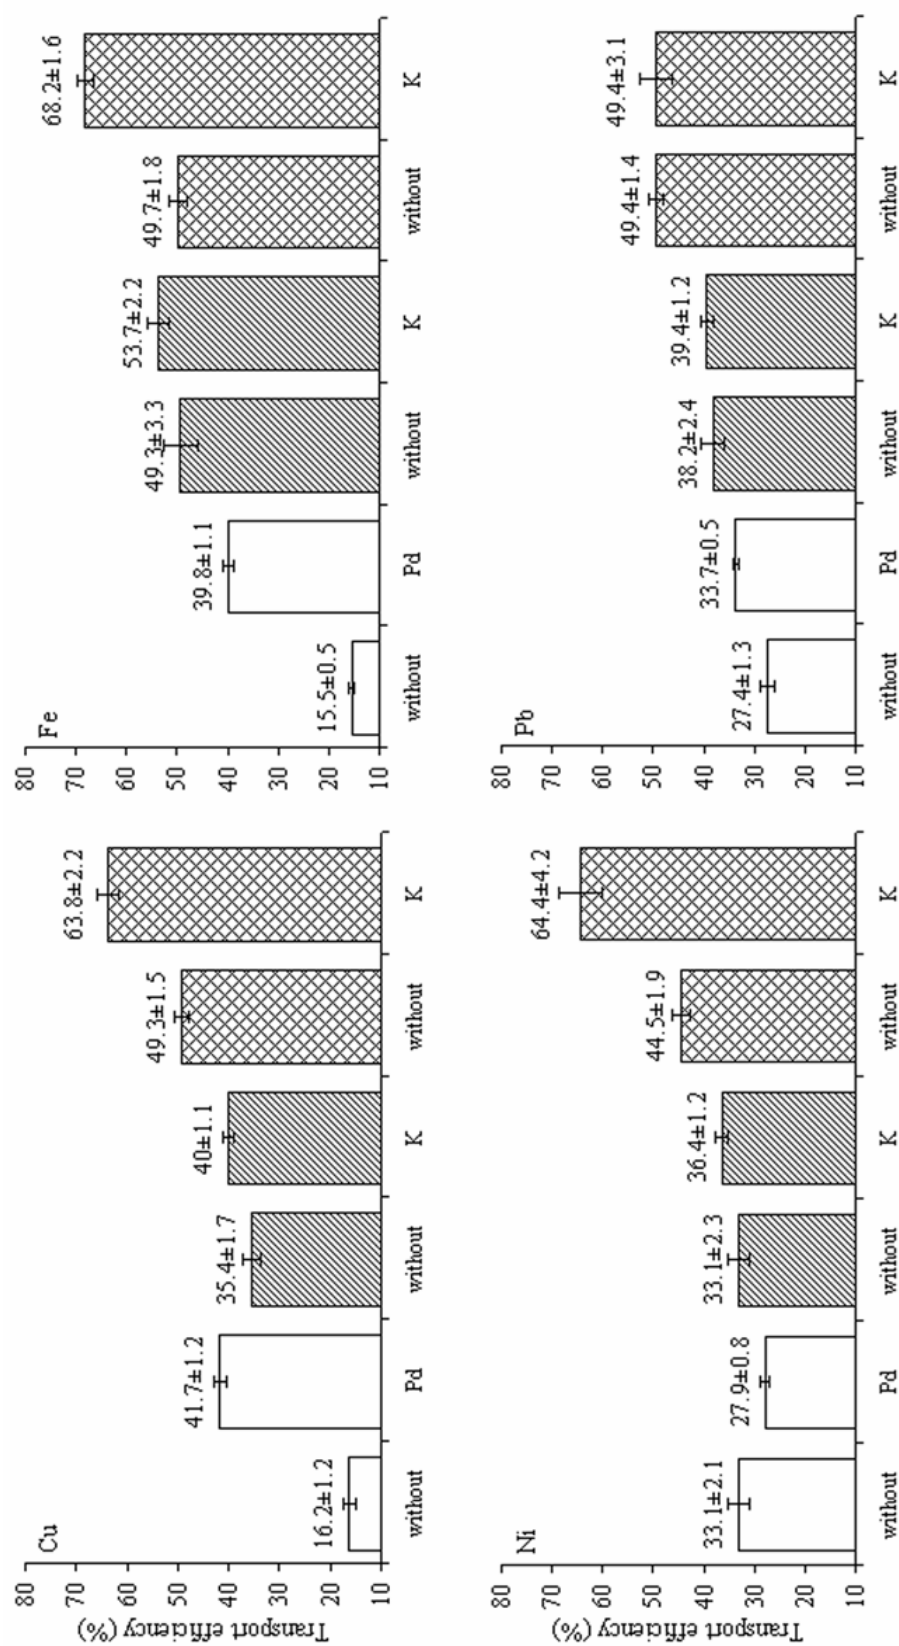 Cu
Transport efficiency (%)
80
70
60
50
40
30
20
10
16.2±1.2
41.7±1.2
35.4±1.7
40±1.1
49.3±1.5
63.8±2.2
without
Pd
without
K
without
K
Fe
80
70
60
50
40
30
20
10
15.5±0.5
39.8±1.1
49.3±3.3
53.7±2.2
49.7±1.8
68.2±1.6
without
Pd
without
K
without
K
Ni
Transport efficiency (%)
80
70
60
50
40
30
20
10
33.1±2.1
27.9±0.8
33.1±2.3
36.4±1.2
44.5±1.9
64.4±4.2
without
Pd
without
K
without
K
Pb
80
70
60
50
40
30
20
10
27.4±1.3
33.7±0.5
38.2±2.4
39.4±1.2
49.4±1.4
49.4±3.1
without
Pd
without
K
without
K